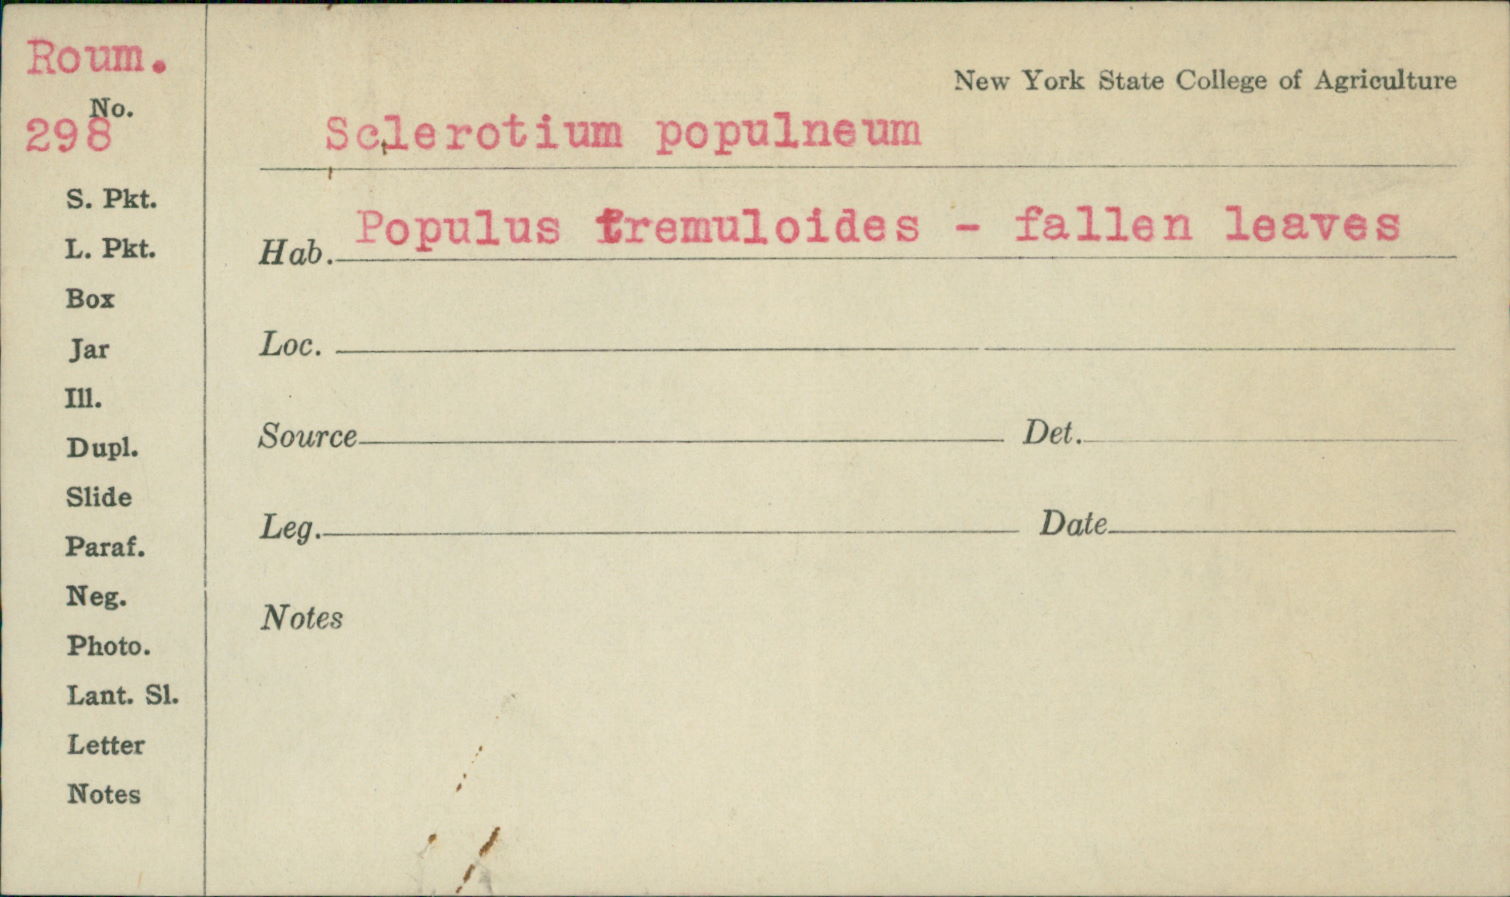 Roum.
No.
298
S. Pkt.
L. Pkt.
Box
Jar
Ill.
Dupl.
Slide
Paraf.
Neg.
Photo.
Lant. Sl.
Letter
Notes
New York State College of Agriculture
Sclerotium populneum
Hab. Populus tremuloides - fallen leaves
Loc.
Source Det.
Leg. Date
Notes